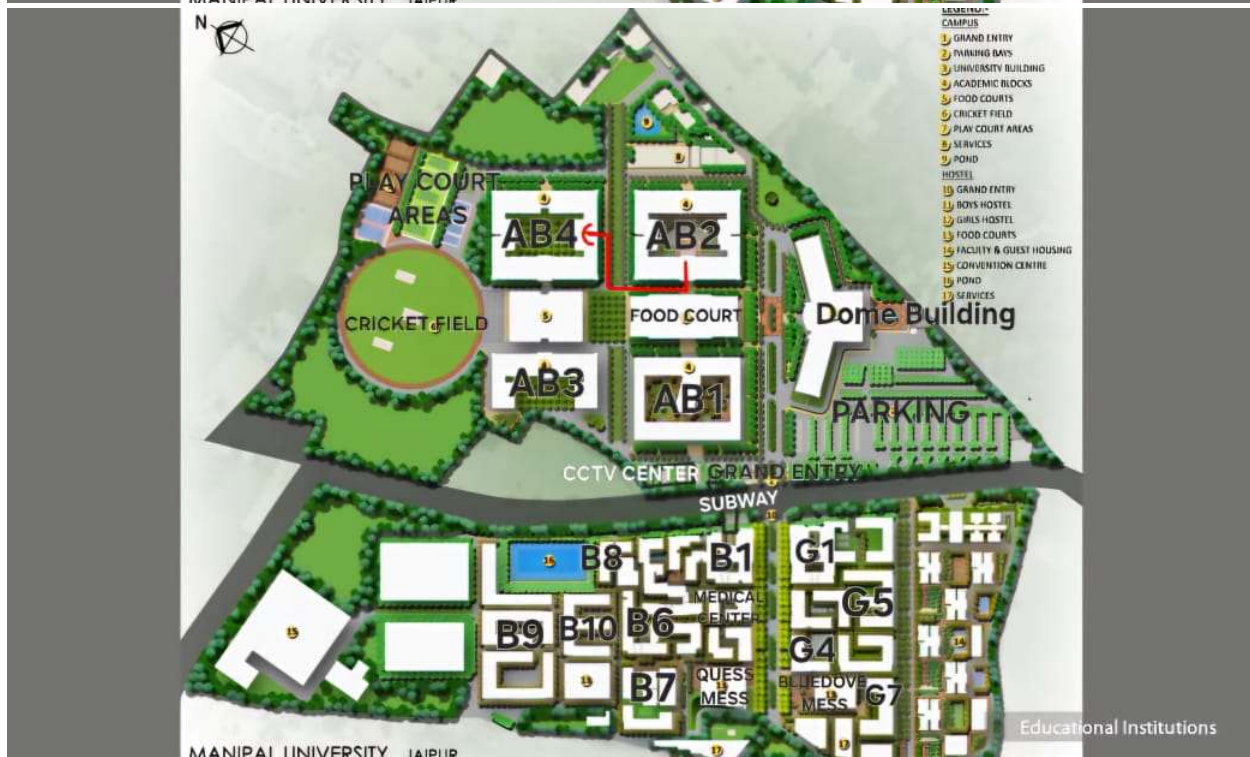 MANIPAL UNIVERSITY JAIPUR
N
LEGEND:-
CAMPUS
1 GRAND ENTRY
2 PARKING BAYS
3 UNIVERSITY BUILDING
4 ACADEMIC BLOCKS
5 FOOD COURTS
6 CRICKET FIELD
7 PLAY COURT AREAS
8 SERVICES
9 POND
HOSTEL
10 GRAND ENTRY
11 BOYS HOSTEL
12 GIRLS HOSTEL
13 FOOD COURTS
14 FACULTY & GUEST HOUSING
15 CONVENTION CENTRE
16 POND
17 SERVICES
PLAY COURT
AREAS
AB4
AB2
CRICKET FIELD
5
FOOD COURT
Dome Building
AB3
AB1
PARKING
CCTV CENTER
GRAND ENTRY
SUBWAY
B8
B1
G1
MEDICAL
CENTER
G5
B9
B10
B6
G4
B7
QUESS
MESS
BLUEDOVE
MESS
G7
16
15
14
17
Educational Institutions
MANIPAL UNIVERSITY JAIPUR